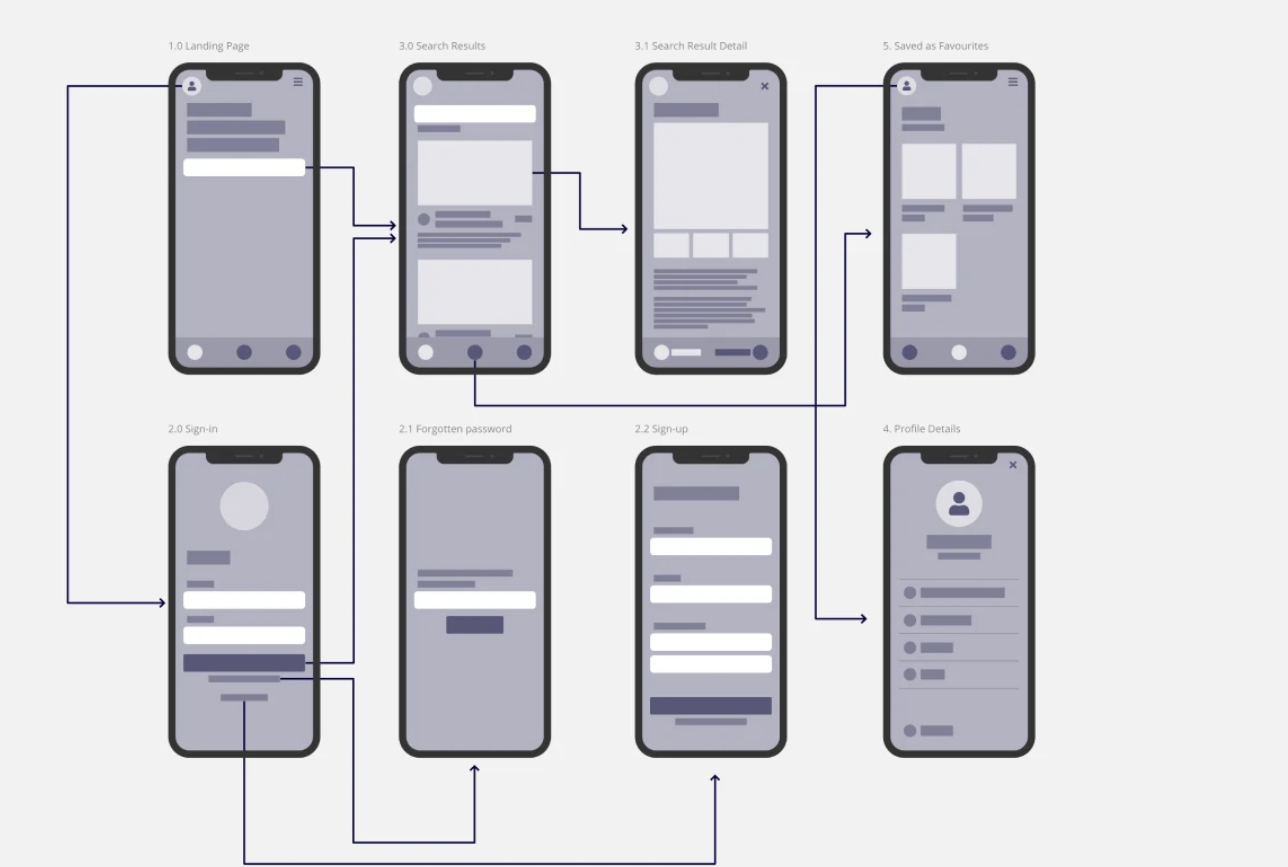 1.0 Landing Page
3.0 Search Results
3.1 Search Result Detail
5. Saved as Favourites
2.0 Sign-in
2.1 Forgotten password
2.2 Sign-up
4. Profile Details